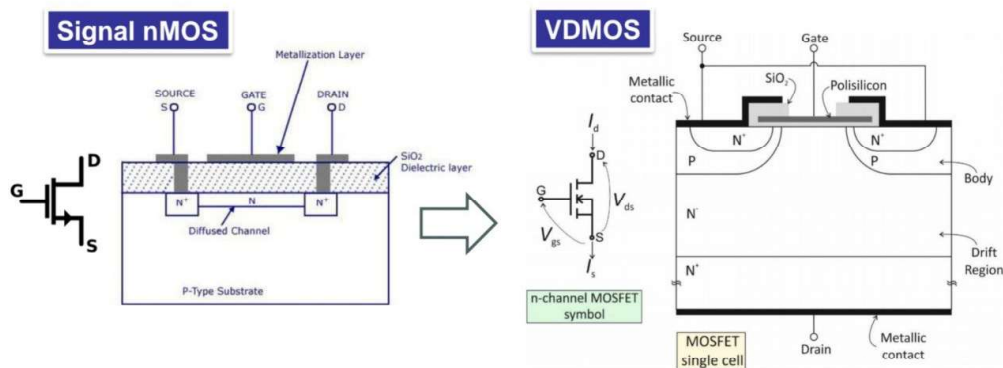 Signal nMOS
Metallization Layer
SOURCE
S
GATE
G
DRAIN
D
SiO2
Dielectric layer
D
G
S
N+
N
N+
Diffused Channel
P-Type Substrate
VDMOS
Source
Gate
Metallic
contact
SiO2
Polisilicon
N+
N+
P
P
Body
N-
Drift
Region
N+
Id
D
G
Vds
Vgs
S
Is
n-channel MOSFET
symbol
MOSFET
single cell
Drain
Metallic
contact